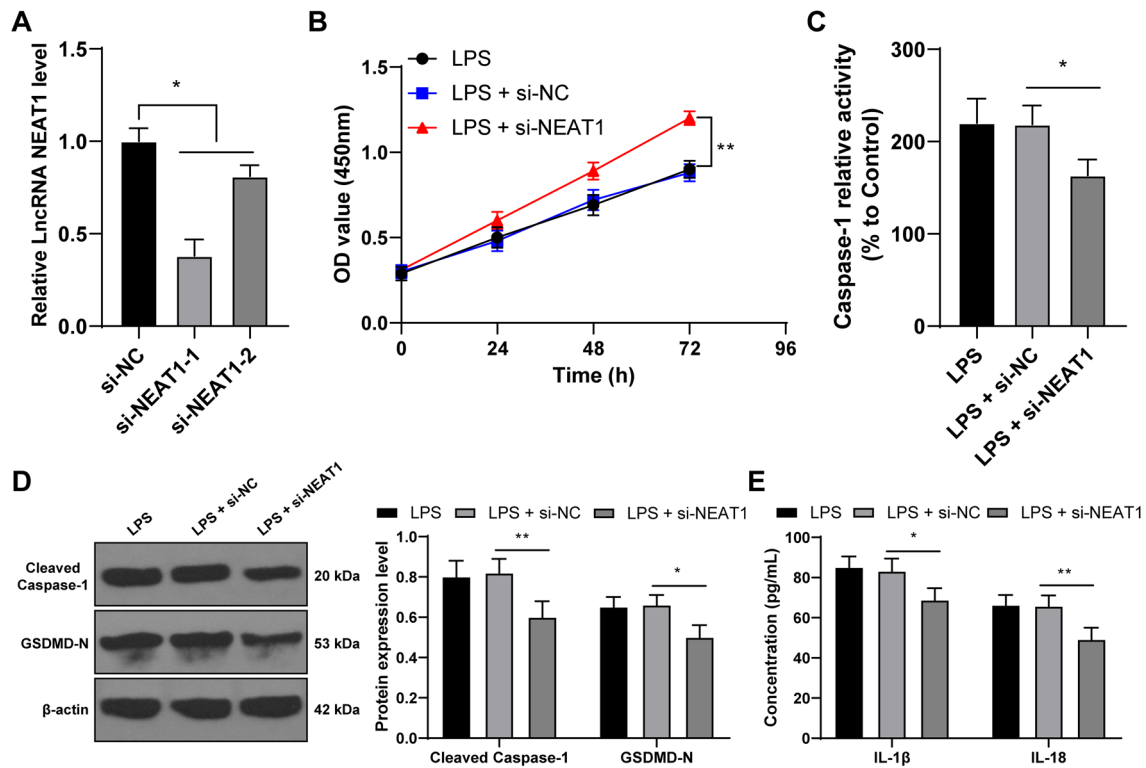 A
Relative LncRNA NEAT1 level
1.5
1.0
0.5
0.0
*
si-NC
si-NEAT1-1
si-NEAT1-2
B
LPS
LPS + si-NC
LPS + si-NEAT1
OD value (450nm)
1.5
1.0
0.5
0.0
**
0
24
48
72
96
Time (h)
C
Caspase-1 relative activity
(% to Control)
300
200
100
0
*
LPS
LPS + si-NC
LPS + si-NEAT1
D
LPS
LPS + si-NC
LPS + si-NEAT1
Cleaved
Caspase-1
20 kDa
GSDMD-N
53 kDa
β-actin
42 kDa
LPS
LPS + si-NC
LPS + si-NEAT1
Protein expression level
1.0
0.8
0.6
0.4
0.2
0.0
**
*
Cleaved Caspase-1
GSDMD-N
E
LPS
LPS + si-NC
LPS + si-NEAT1
Concentration (pg/mL)
100
80
60
40
20
0
*
**
IL-1β
IL-18